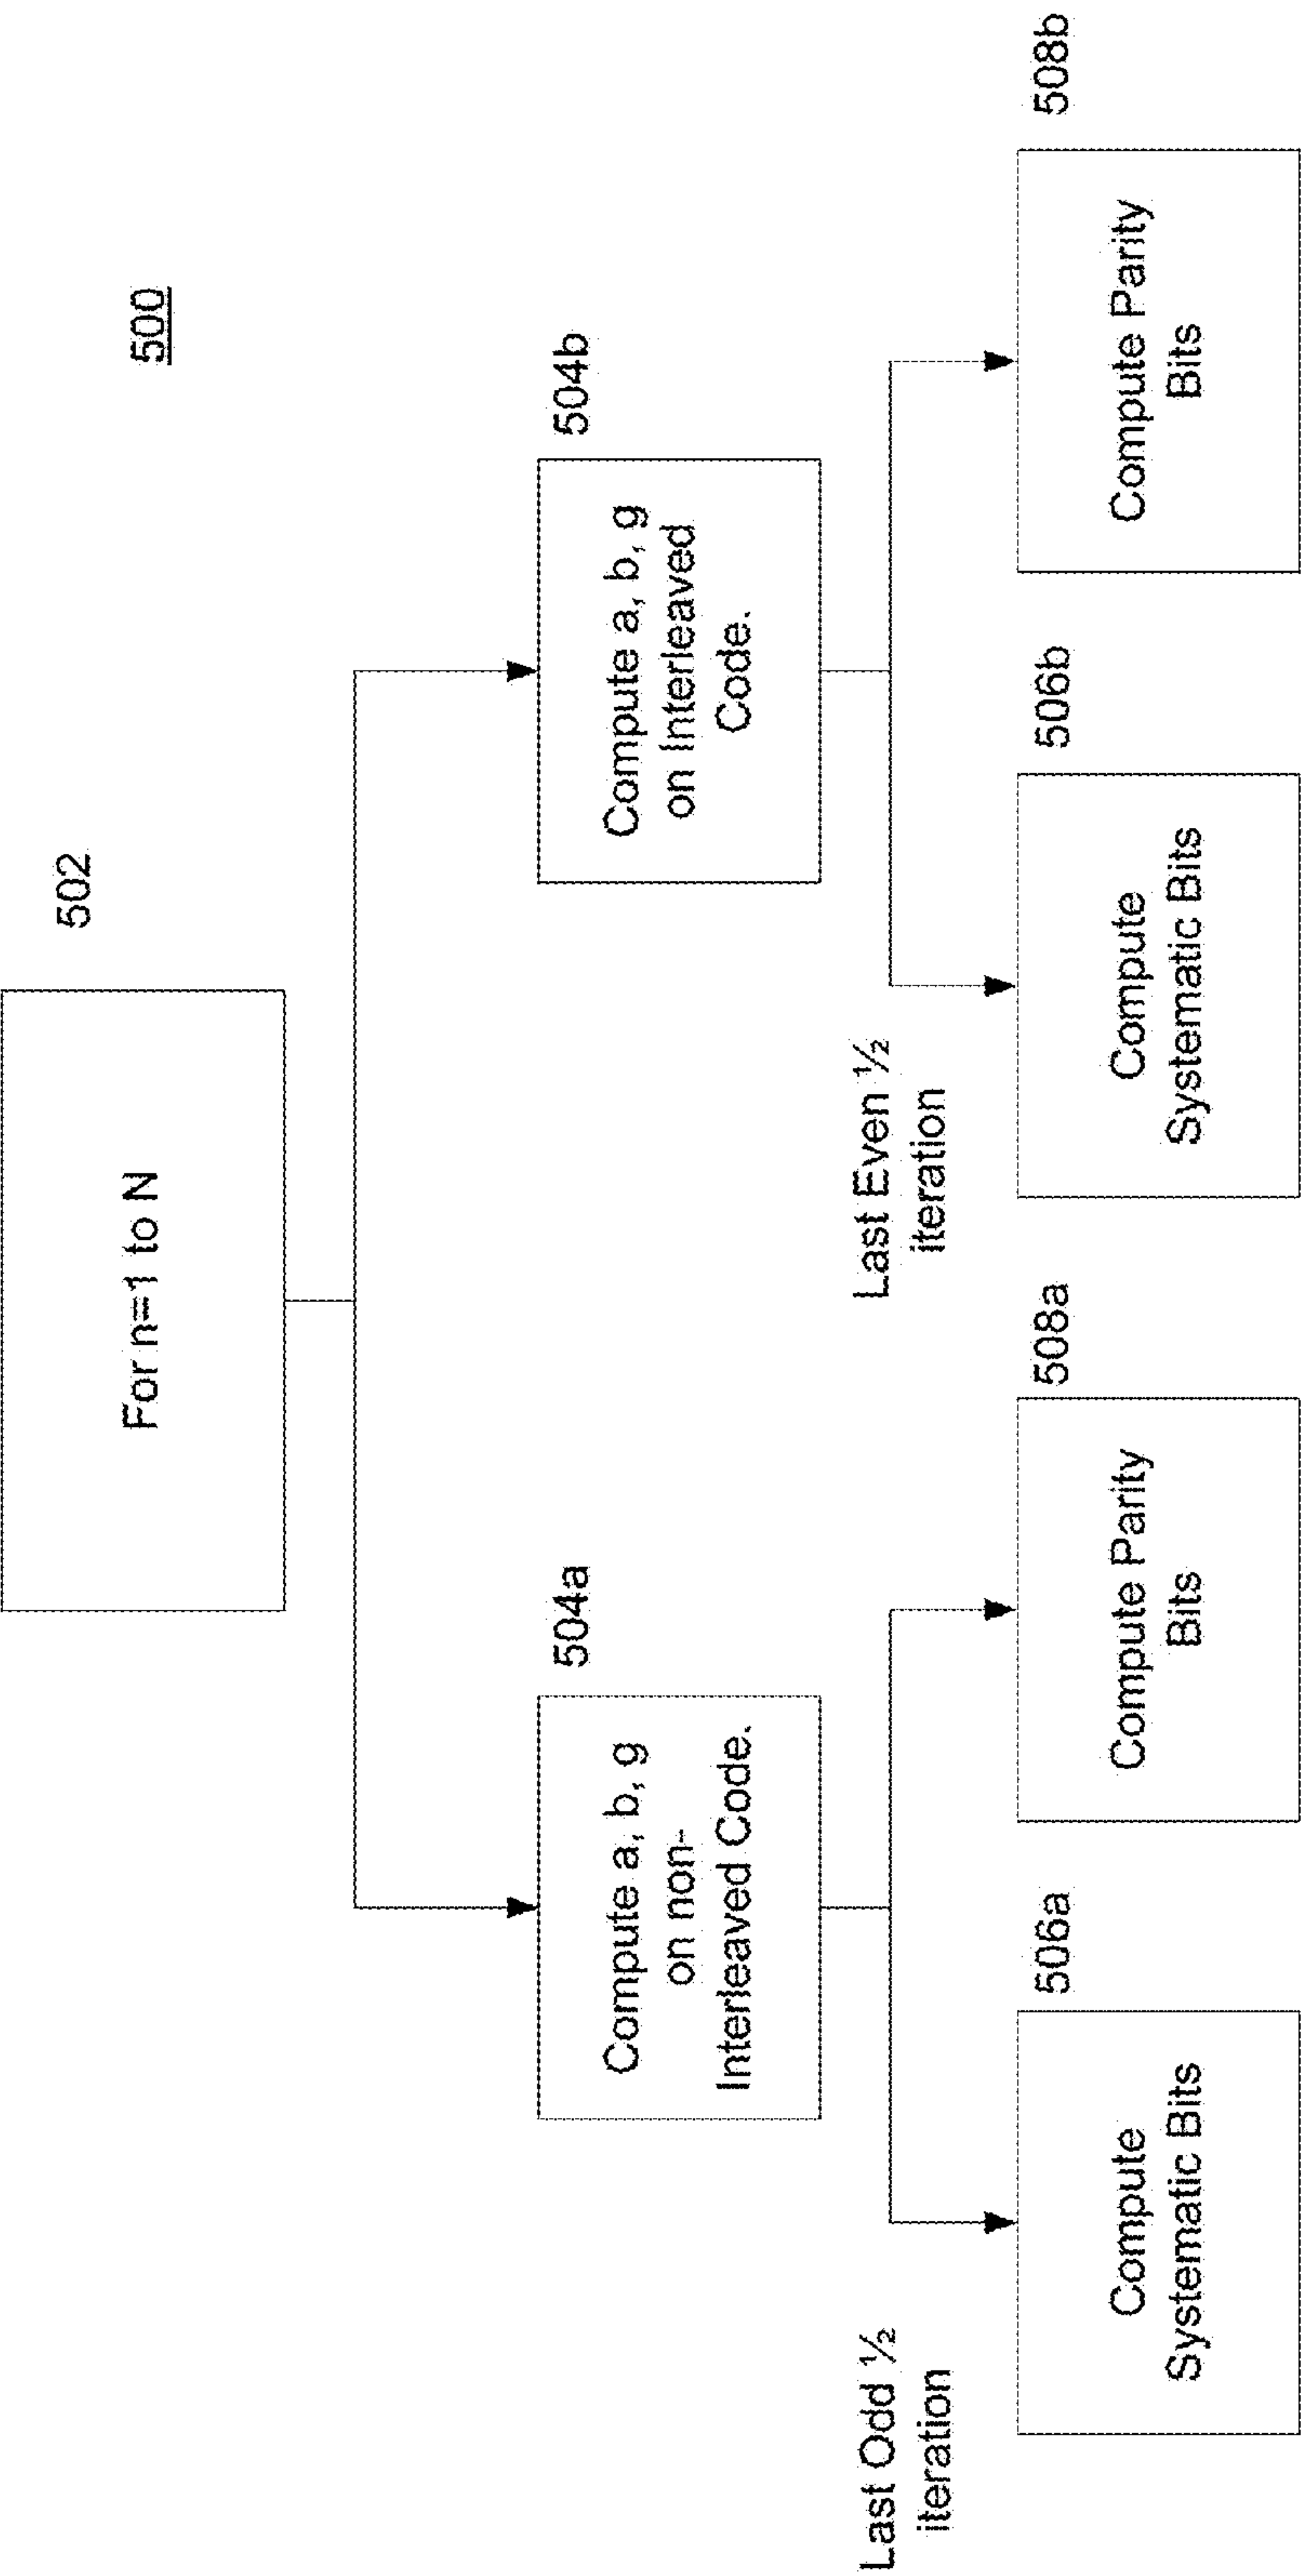 500
502
For n=1 to N
504a
Compute a, b, g
on non-
Interleaved Code.
504b
Compute a, b, g
on Interleaved
Code.
Last Odd ½
iteration
506a
Compute
Systematic Bits
508a
Compute Parity
Bits
Last Even ½
iteration
506b
Compute
Systematic Bits
508b
Compute Parity
Bits